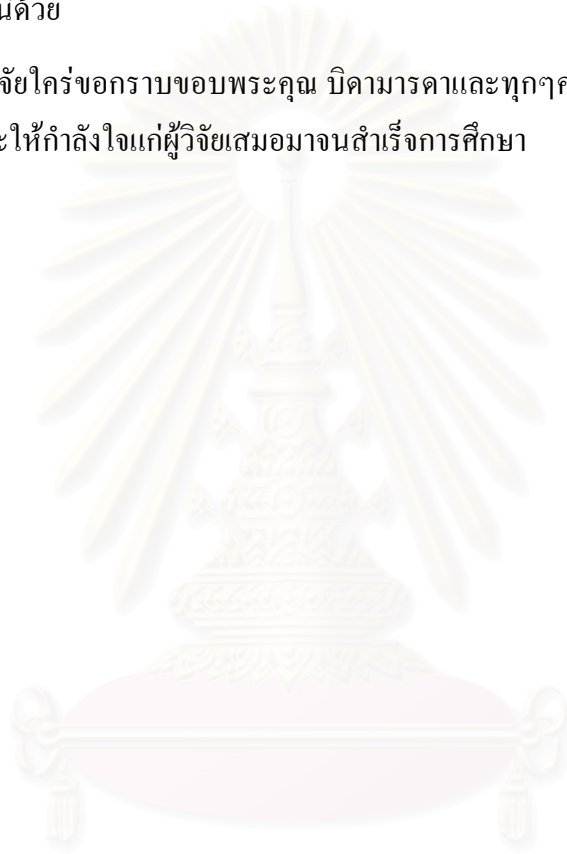 นด้วย
จัยใคร่ขอกราบขอบพระคุณ บิดามารดาและทุกๆค
ะให้กำลังใจแก่ผู้วิจัยเสมอมาจนสำเร็จการศึกษา